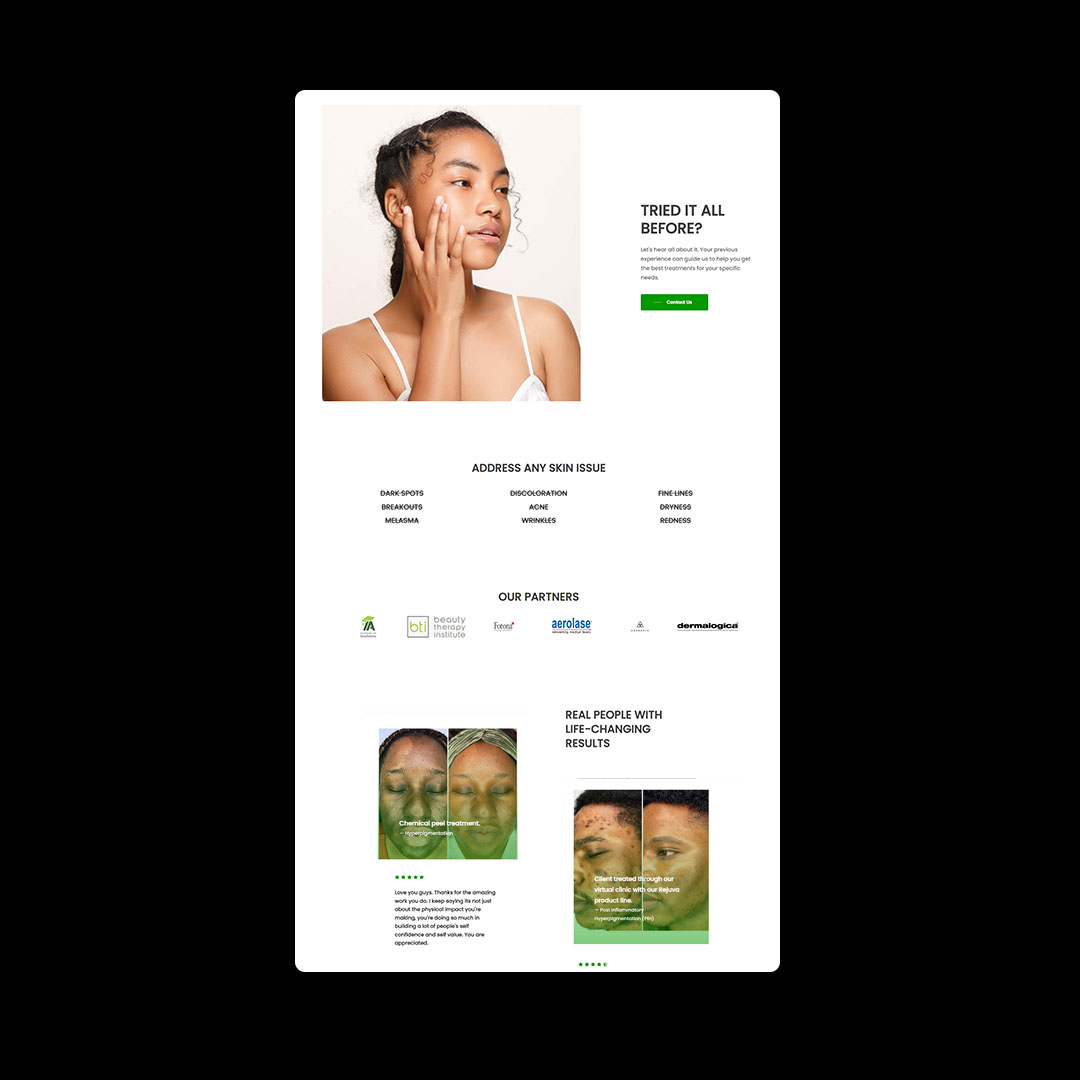 TRIED IT ALL
BEFORE?
Let's hear all about it. Your previous
experience can guide us to help you get
the best treatments for your specific
needs.
Contact Us
ADDRESS ANY SKIN ISSUE
DARK SPOTS
DISCOLORATION
FINE LINES
BREAKOUTS
ACNE
DRYNESS
MELASMA
WRINKLES
REDNESS
OUR PARTNERS
IA
bti
beauty
therapy
institute
Fotona
aerolase
dermalogica
REAL PEOPLE WITH
LIFE-CHANGING
RESULTS
Chemical peel treatment.
— Hyperpigmentation
★★★★★
Love you guys. Thanks for the amazing
work you do. I keep saying its not just
about the physical impact you're
making, you're doing so much in
building a lot of people's self
confidence and self value. You are
appreciated.
Client treated through our
virtual clinic with our Rejuva
product line.
— Post Inflammatory
Hyperpigmentation (PIH)